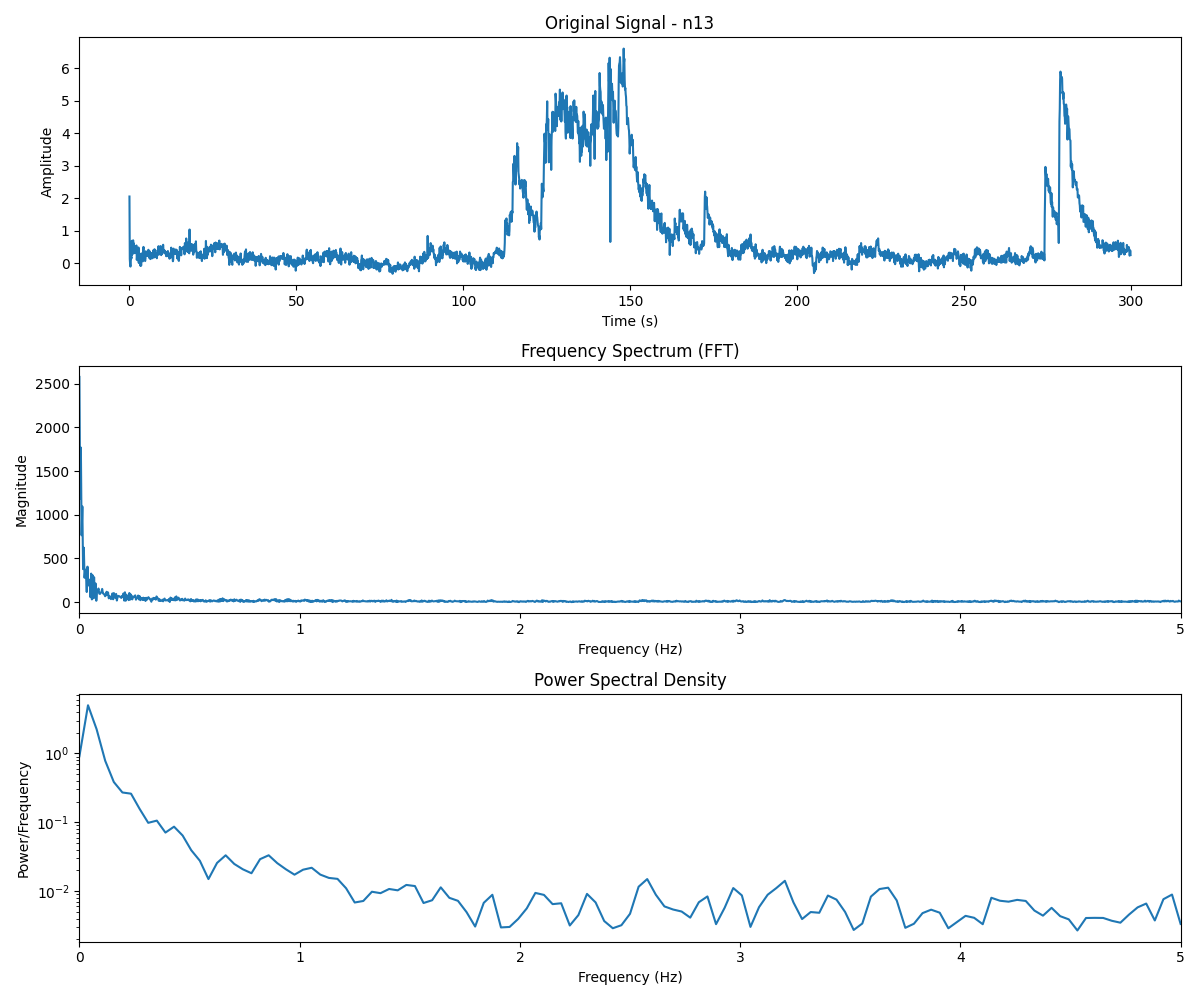 Original Signal - n13
Amplitude
6
5
4
3
2
1
0
0 50 100 150 200 250 300
Time (s)
Frequency Spectrum (FFT)
Magnitude
2500
2000
1500
1000
500
0
0 1 2 3 4 5
Frequency (Hz)
Power Spectral Density
Power/Frequency
10⁰
10⁻¹
10⁻²
0 1 2 3 4 5
Frequency (Hz)